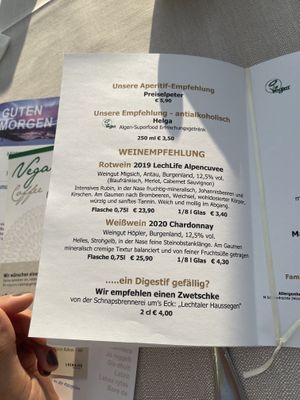 Unsere Aperitif-Empfehlung
Preiselpeter
€ 5,90
Unsere Empfehlung - antialkoholisch
Helga
Algen-Superfood Erfrischungsgetränk
250 ml € 3,50
WEINEMPFEHLUNG
Rotwein 2019 LechLife Alpencuvee
Weingut Migsich, Antau, Burgenland, 12,5% vol.
(Blaufränkisch, Merlot, Cabernet Sauvignon)
Intensives Rubin, in der Nase fruchtig-mineralisch, Johannisbeeren und
Kirschen. Am Gaumen nach Brombeeren, Weichsel, wohltuend modern,
würzig und sanftes Tannin. Weich und mollig im Abgang.
Flasche 0,75l € 23,90 1/8 l Glas € 3,40
Weißwein 2020 Chardonnay
Weingut Höpler, Burgenland, 12,5% vol.
Helles, Strohgelb, in der Nase feine Steinobstanklänge. Am Gaumen
mineralisch cremige Textur balanciert und von feiner Fruchtsüße getragen
Flasche 0,75l € 25,90 1/8 l Glas € 4,30
.....ein Digestif gefällig?
Wir empfehlen einen Zwetschke
von der Schnapsbrennerei um's Eck: „Lechtaler Haussegen"
2 cl € 4,00
GUTEN
MORGEN
Vegan
Vegan
Fam